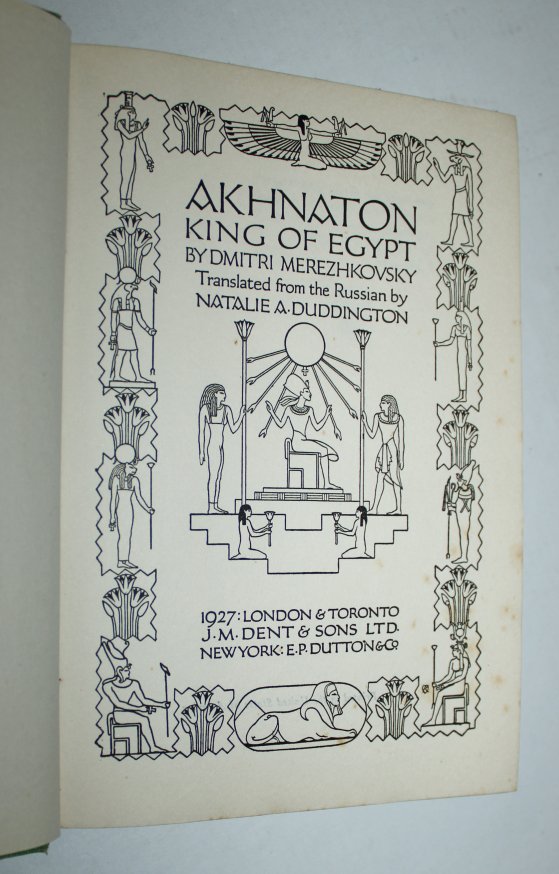 AKHNATON
KING OF EGYPT
BY DMITRI MEREZHKOVSKY
Translated from the Russian by
NATALIE A. DUDDINGTON
1927: LONDON & TORONTO
J. M. DENT & SONS LTD.
NEW YORK: E. P. DUTTON & Co